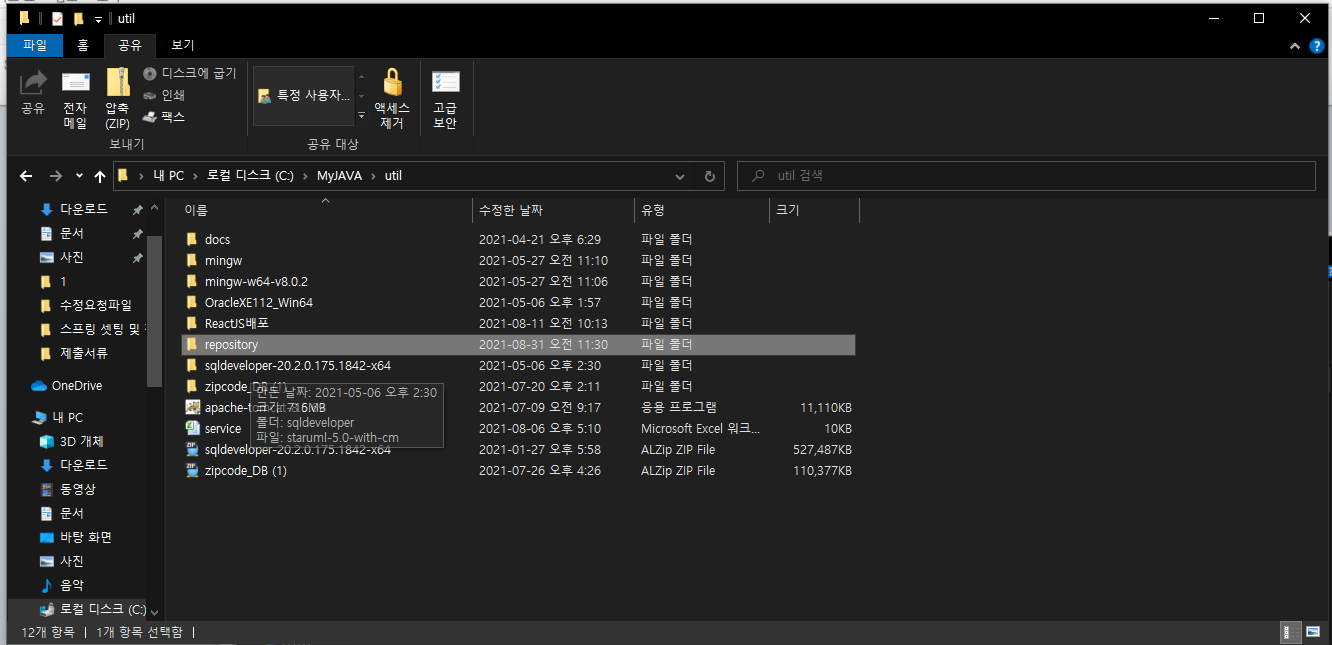 util
파일 홈 공유 보기
공유
전자 메일
압축 (ZIP)
디스크에 굽기
인쇄
팩스
보내기
특정 사용자...
공유 대상
액세스 제거
고급 보안
내 PC > 로컬 디스크 (C:) > MyJAVA > util
util 검색
다운로드
문서
사진
1
수정요청파일
스프링 셋팅 및
제출서류
OneDrive
내 PC
3D 개체
다운로드
동영상
문서
바탕 화면
사진
음악
로컬 디스크 (C:)
이름 수정한 날짜 유형 크기
docs 2021-04-21 오후 6:29 파일 폴더
mingw 2021-05-27 오전 11:10 파일 폴더
mingw-w64-v8.0.2 2021-05-27 오전 11:06 파일 폴더
OracleXE112_Win64 2021-05-06 오후 1:57 파일 폴더
ReactJS배포 2021-08-11 오전 10:13 파일 폴더
repository 2021-08-31 오전 11:30 파일 폴더
sqldeveloper-20.2.0.175.1842-x64 2021-05-06 오후 2:30 파일 폴더
zipcode_DB (1) 2021-07-20 오후 2:11 파일 폴더
apache-tomcat 2021-07-09 오전 9:17 응용 프로그램 11,110KB
service 2021-08-06 오후 5:10 Microsoft Excel 워크... 10KB
sqldeveloper-20.2.0.175.1842-x64 2021-01-27 오후 5:58 ALZip ZIP File 527,487KB
zipcode_DB (1) 2021-07-26 오후 4:26 ALZip ZIP File 110,377KB
만든 날짜: 2021-05-06 오후 2:30
폴더: sqldeveloper
파일: staruml-5.0-with-cm
12개 항목 | 1개 항목 선택함 |